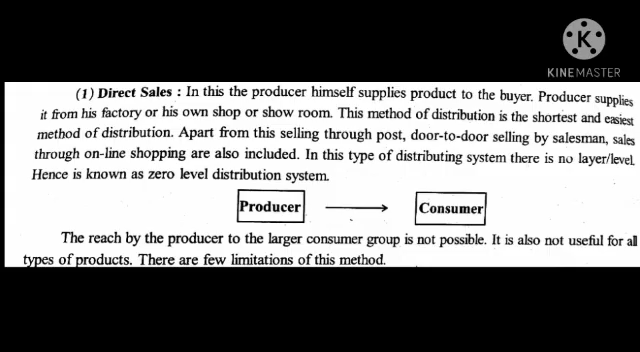 K
KINEMASTER
(1) Direct Sales : In this the producer himself supplies product to the buyer. Producer supplies
it from his factory or his own shop or show room. This method of distribution is the shortest and easiest
method of distribution. Apart from this selling through post, door-to-door selling by salesman, sales
through on-line shopping are also included. In this type of distributing system there is no layer/level.
Hence is known as zero level distribution system.
Producer Consumer
The reach by the producer to the larger consumer group is not possible. It is also not useful for all
types of products. There are few limitations of this method.